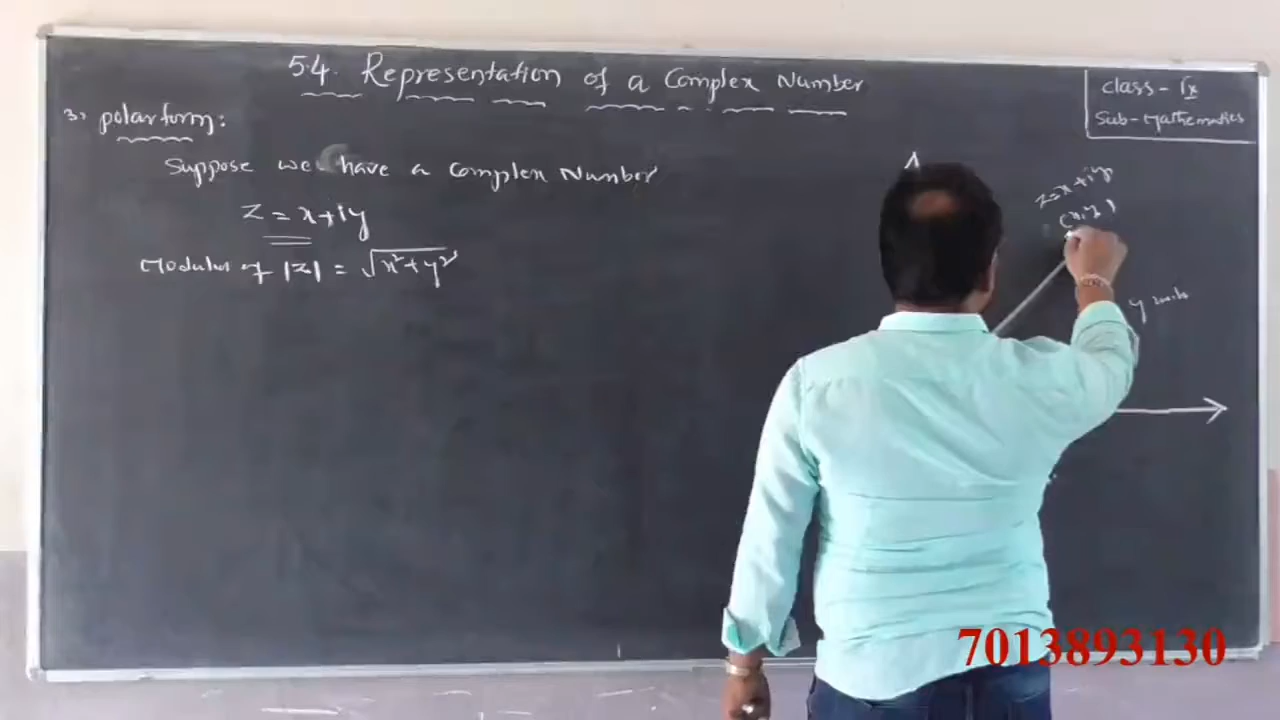 5.4. Representation of a Complex Number
Class - IX
Sub - Mathematics
3. polar form:
Suppose we have a Complex Number
Z = x+iy
Modulus of |Z| = √x²+y²
Z=x+iy
(x,y)
y units
7013893130